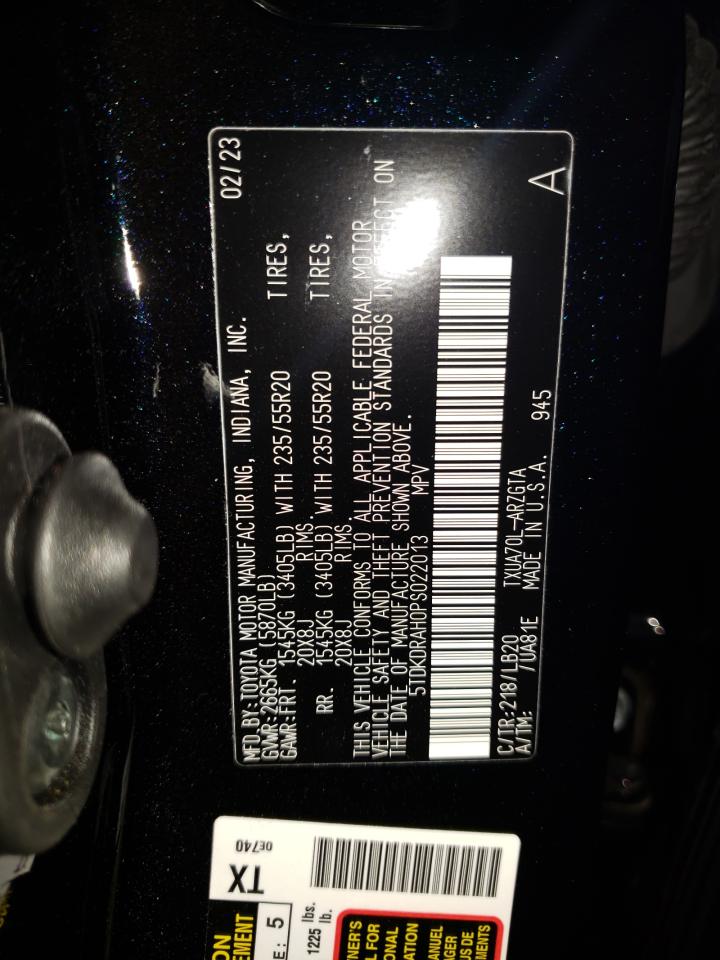 02/23
MFD.BY:TOYOTA MOTOR MANUFACTURING, INDIANA, INC.
GVWR:2665KG (5870LB)
GAWR:FRT. 1545KG (3405LB) WITH 235/55R20 TIRES,
20X8J RIMS
RR. 1545KG (3405LB) WITH 235/55R20 TIRES,
20X8J RIMS.
THIS VEHICLE CONFORMS TO ALL APPLICABLE FEDERAL MOTOR
VEHICLE SAFETY AND THEFT PREVENTION STANDARDS IN EFFECT ON
THE DATE OF MANUFACTURE SHOWN ABOVE.
5TDKDRAH0PS022013 MPV
C/TR:218/LB20 TXUA70L-ARZGTA
A/TM: /UA81E MADE IN U.S.A. 945
A
TX
0E740
5
1225 lbs.
lb.